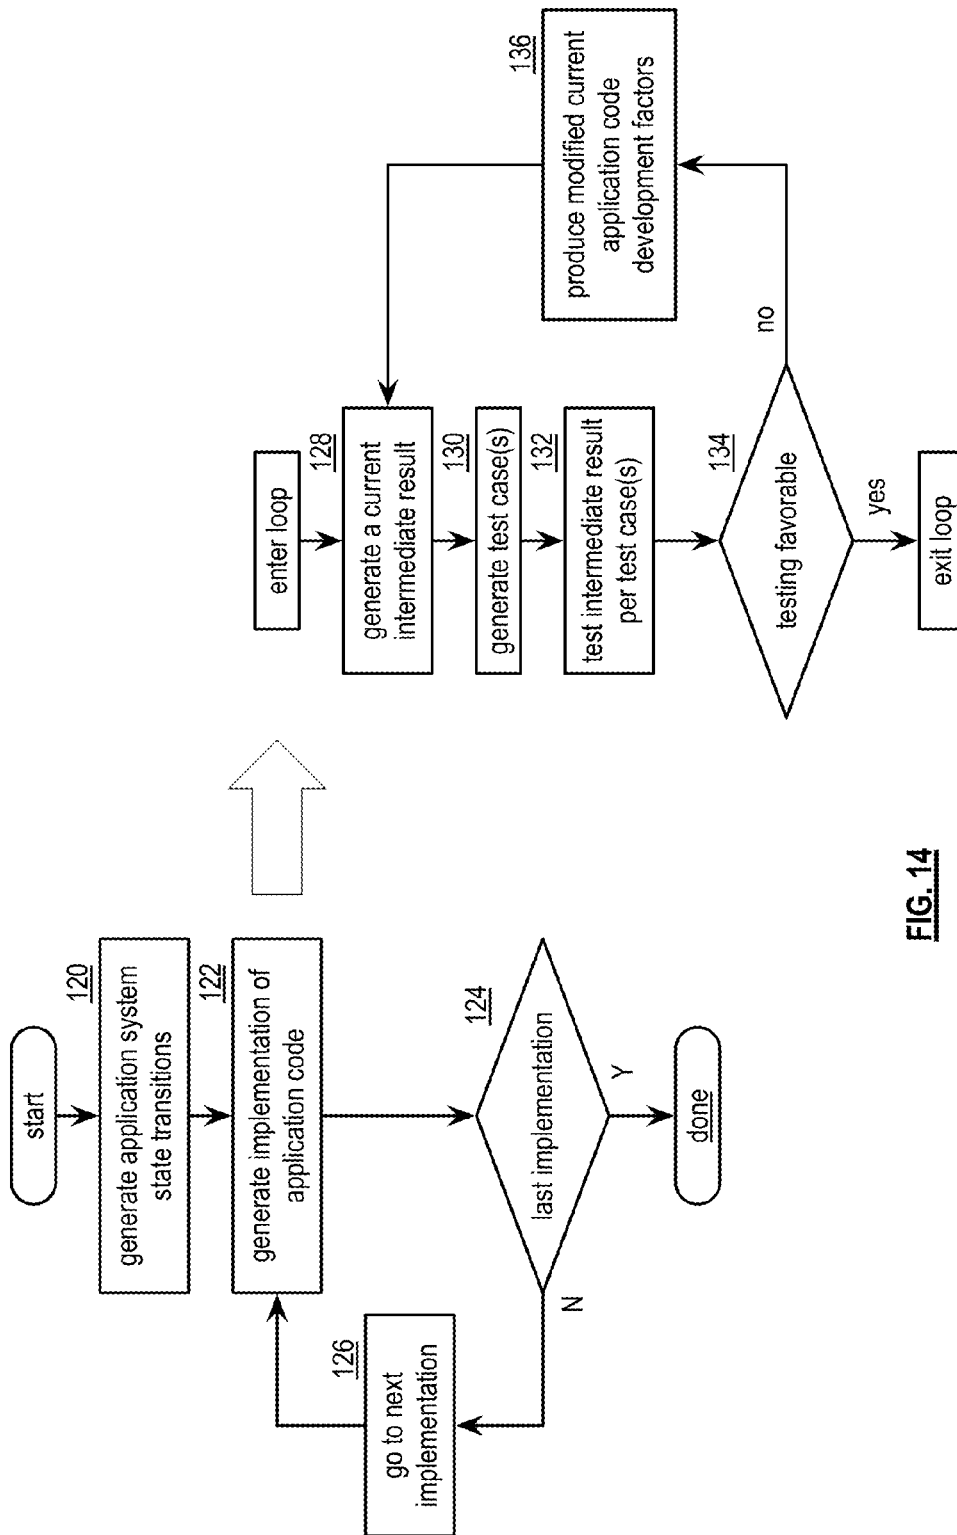 start
120
generate application system
state transitions
122
generate implementation of
application code
124
last implementation
N
Y
126
go to next
implementation
done
enter loop
128
generate a current
intermediate result
130
generate test case(s)
132
test intermediate result
per test case(s)
134
testing favorable
no
yes
136
produce modified current
application code
development factors
exit loop
FIG. 14